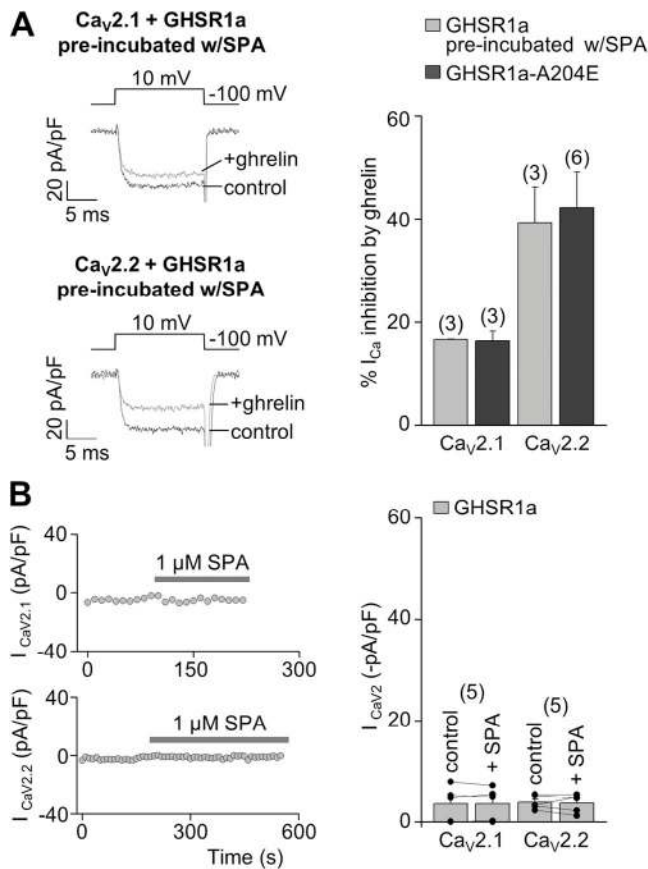 A
Cav2.1 + GHSR1a
pre-incubated w/SPA
10 mV
-100 mV
+ghrelin
control
20 pA/pF
5 ms
Cav2.2 + GHSR1a
pre-incubated w/SPA
10 mV
-100 mV
+ghrelin
control
20 pA/pF
5 ms
GHSR1a
pre-incubated w/SPA
GHSR1a-A204E
% ICa inhibition by ghrelin
60
40
20
0
(3)
(3)
(3)
(6)
CaV2.1
CaV2.2
B
I CaV2.1 (pA/pF)
40
0
-40
1 µM SPA
0
150
300
I CaV2.2 (pA/pF)
40
0
-40
1 µM SPA
0
300
600
Time (s)
GHSR1a
I CaV2 (-pA/pF)
60
40
20
0
(5)
(5)
control
+ SPA
control
+ SPA
CaV2.1
CaV2.2